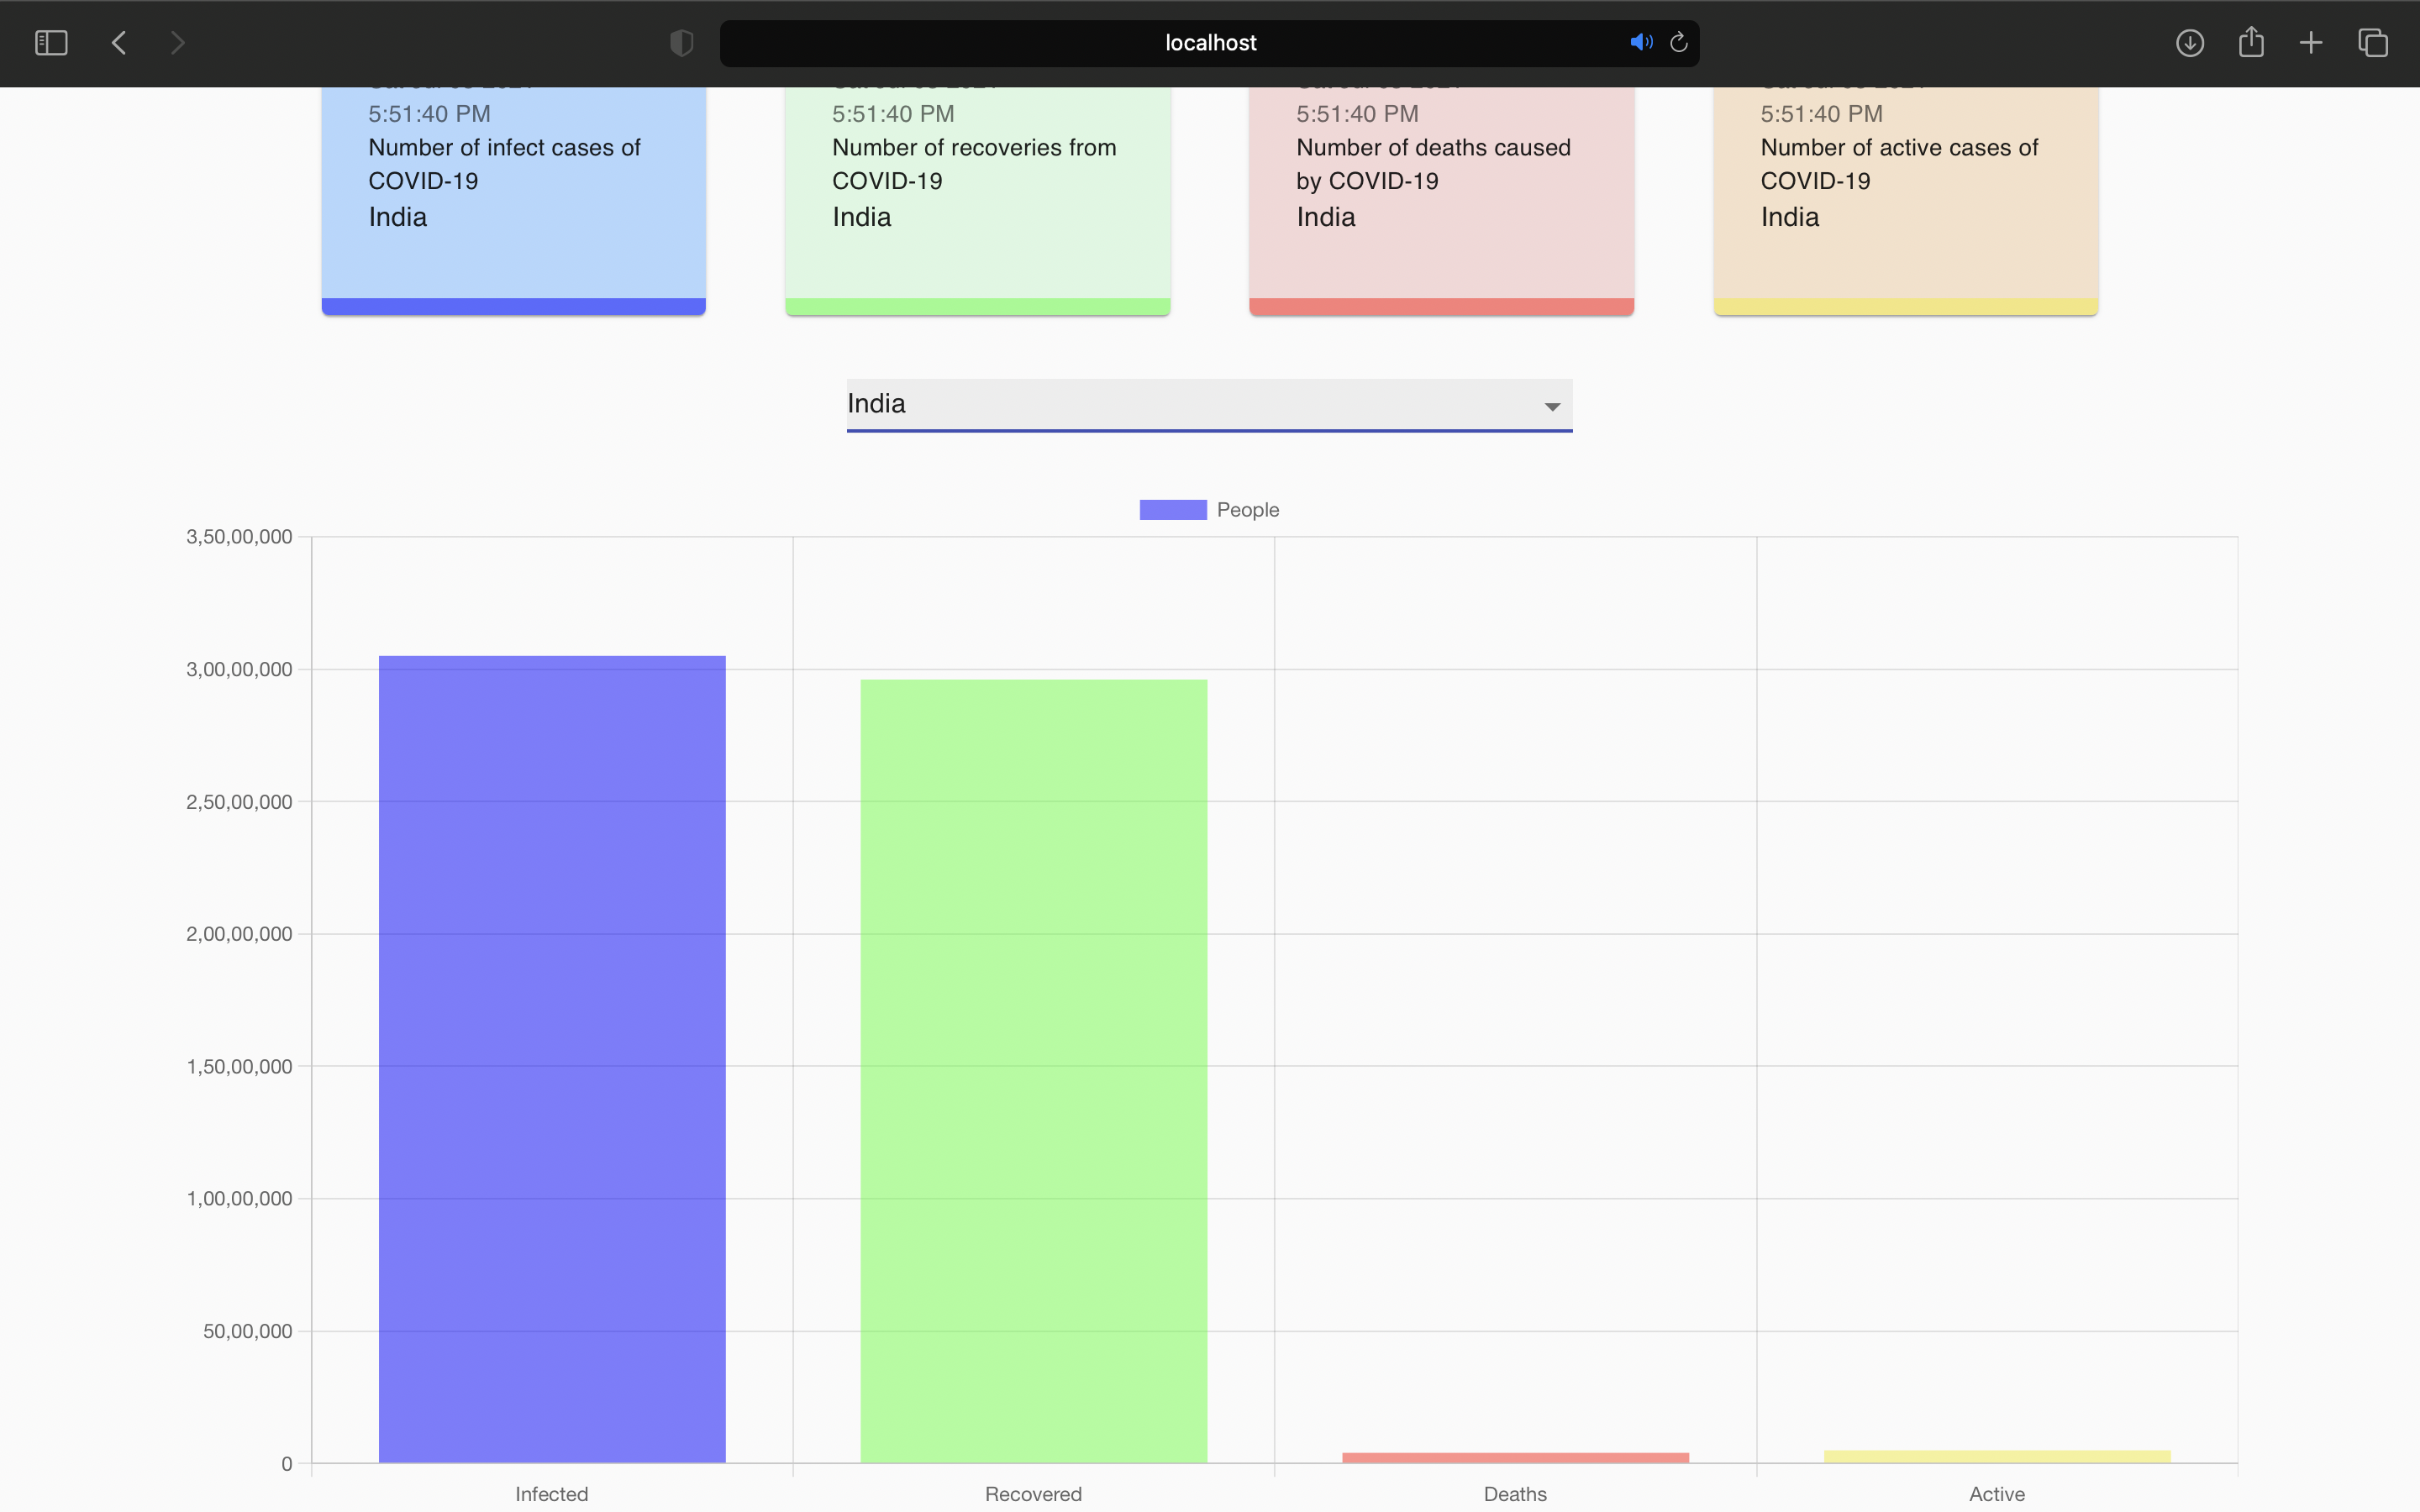 localhost
5:51:40 PM
Number of infect cases of
COVID-19
India
5:51:40 PM
Number of recoveries from
COVID-19
India
5:51:40 PM
Number of deaths caused
by COVID-19
India
5:51:40 PM
Number of active cases of
COVID-19
India
India
People
3,50,00,000
3,00,00,000
2,50,00,000
2,00,00,000
1,50,00,000
1,00,00,000
50,00,000
0
Infected
Recovered
Deaths
Active